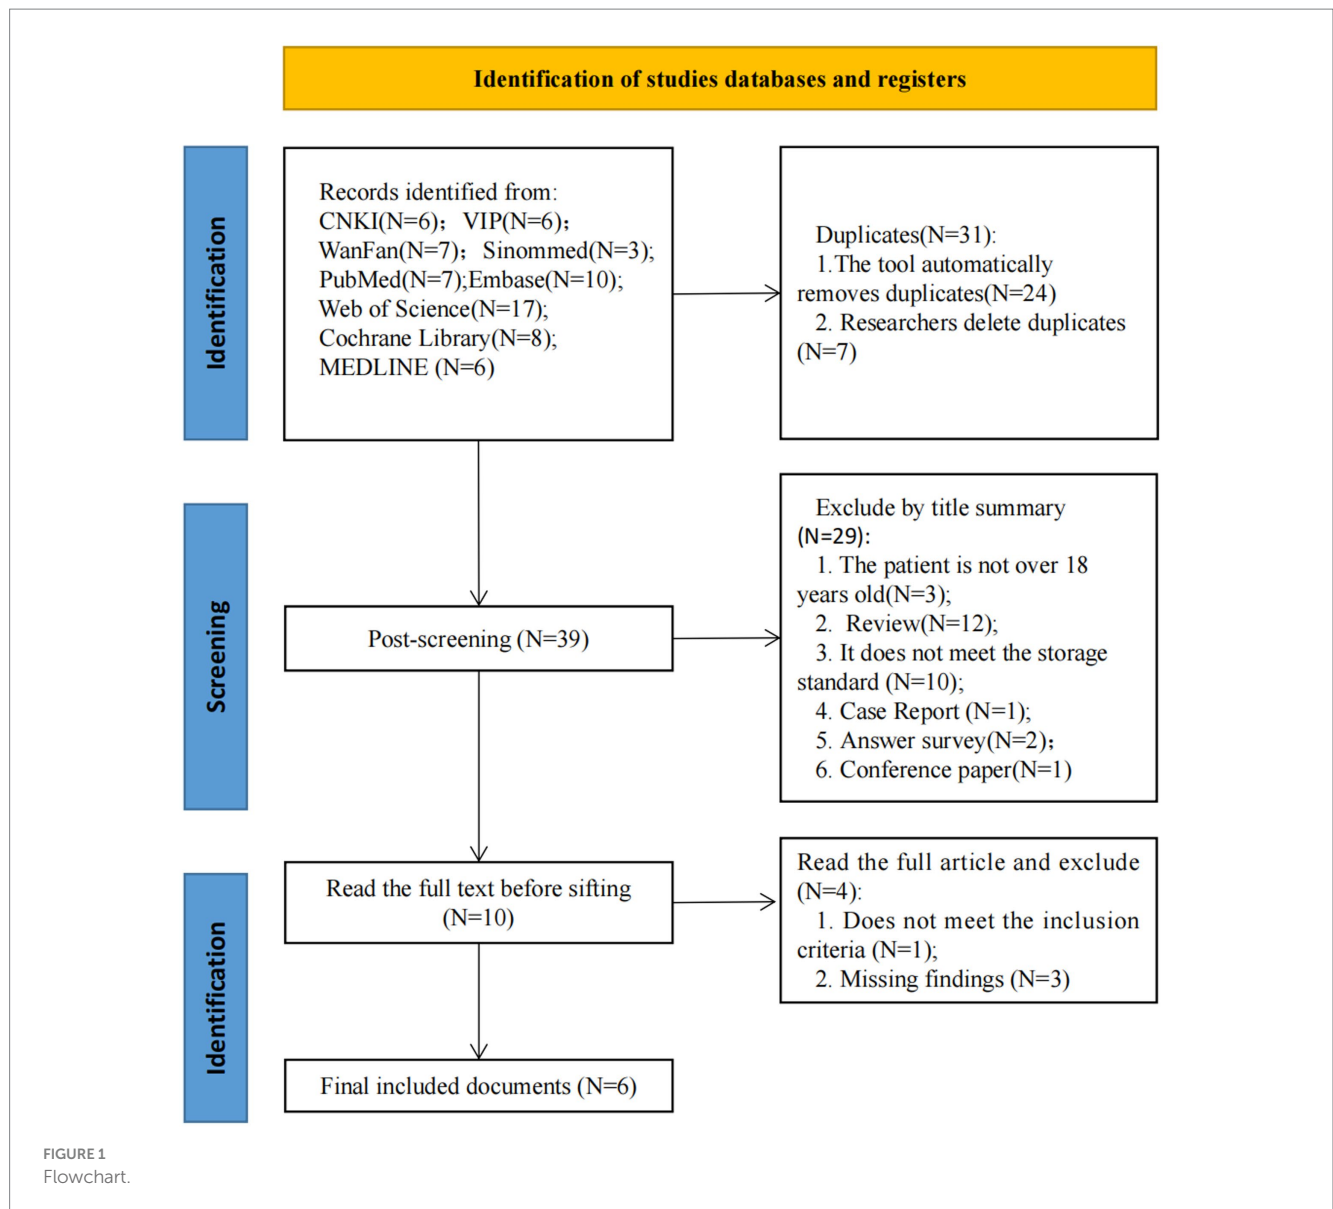 Identification of studies databases and registers
Identification
Records identified from:
CNKI(N=6)；VIP(N=6)；
WanFan(N=7)；Sinommed(N=3);
PubMed(N=7);Embase(N=10);
Web of Science(N=17);
Cochrane Library(N=8);
MEDLINE (N=6)
Duplicates(N=31):
1.The tool automatically
removes duplicates(N=24)
2. Researchers delete duplicates
(N=7)
Screening
Post-screening (N=39)
Exclude by title summary
(N=29):
1. The patient is not over 18
years old(N=3);
2. Review(N=12);
3. It does not meet the storage
standard (N=10);
4. Case Report (N=1);
5. Answer survey(N=2)；
6. Conference paper(N=1)
Identification
Read the full text before sifting
(N=10)
Read the full article and exclude
(N=4):
1. Does not meet the inclusion
criteria (N=1);
2. Missing findings (N=3)
Final included documents (N=6)
FIGURE 1
Flowchart.